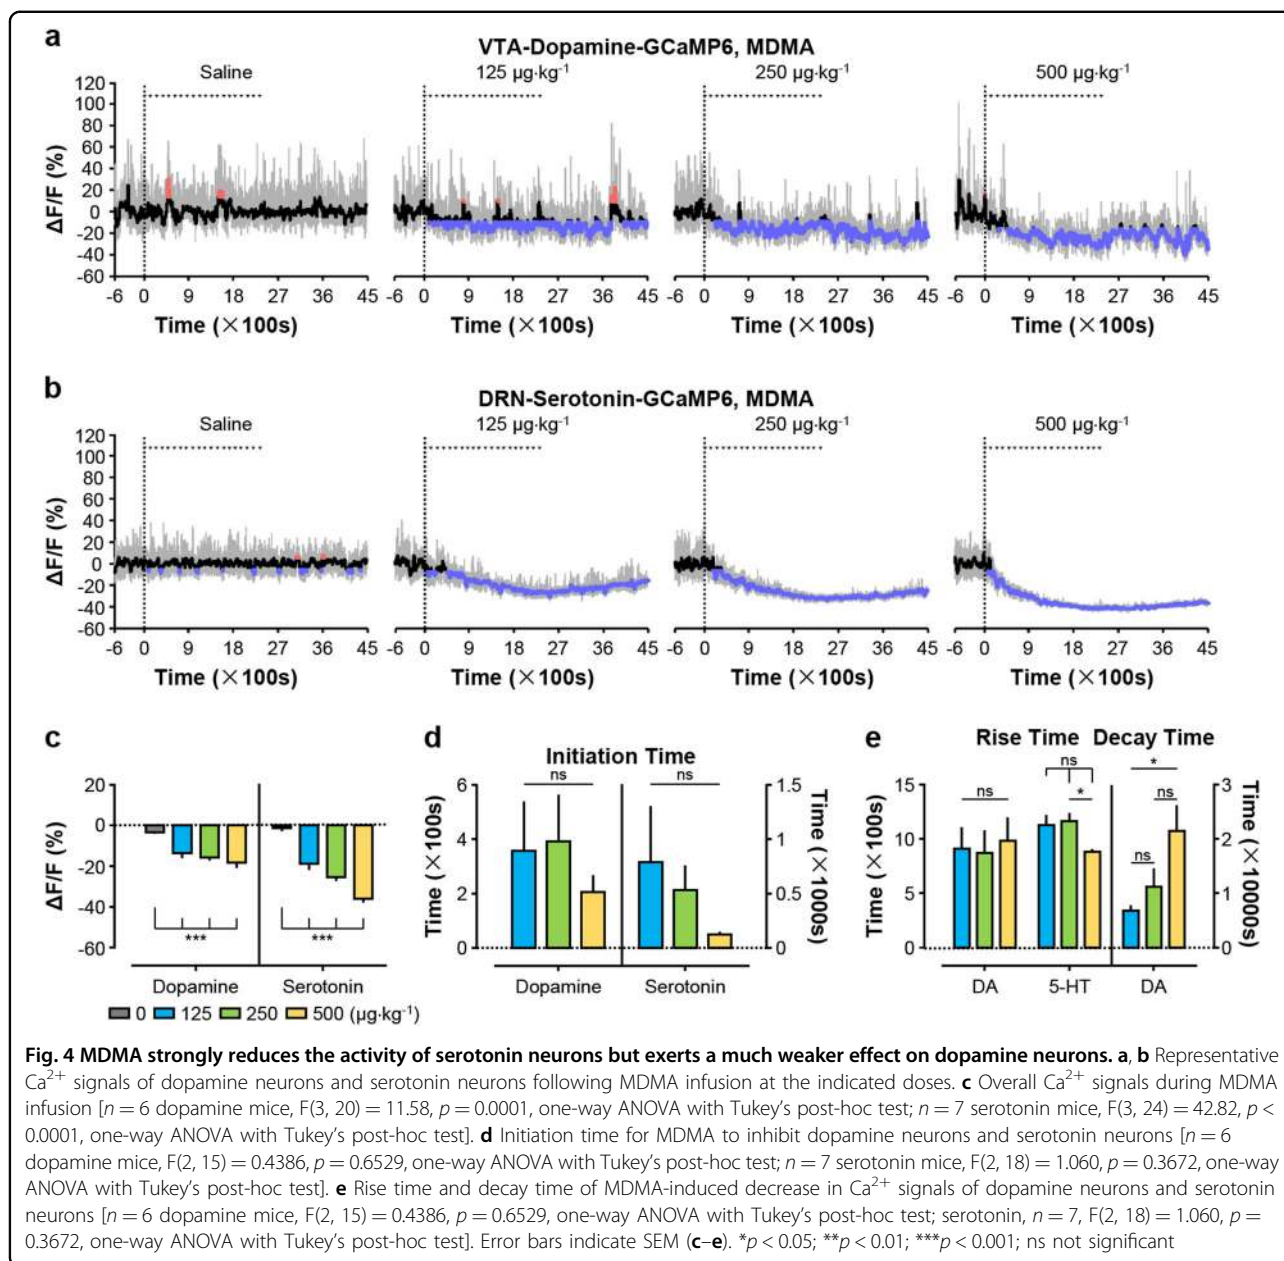 a
VTA-Dopamine-GCaMP6, MDMA
Saline 125 µg·kg⁻¹ 250 µg·kg⁻¹ 500 µg·kg⁻¹
120
100
80
60
40
20
0
-20
-40
-60
ΔF/F (%)
-6 0 9 18 27 36 45 -6 0 9 18 27 36 45 -6 0 9 18 27 36 45 -6 0 9 18 27 36 45
Time (×100s) Time (×100s) Time (×100s) Time (×100s)
b
DRN-Serotonin-GCaMP6, MDMA
Saline 125 µg·kg⁻¹ 250 µg·kg⁻¹ 500 µg·kg⁻¹
120
100
80
60
40
20
0
-20
-40
-60
ΔF/F (%)
-6 0 9 18 27 36 45 -6 0 9 18 27 36 45 -6 0 9 18 27 36 45 -6 0 9 18 27 36 45
Time (×100s) Time (×100s) Time (×100s) Time (×100s)
c
20
0
-20
-40
-60
ΔF/F (%)
*** ***
Dopamine Serotonin
0 125 250 500 (µg·kg⁻¹)
d
Initiation Time
ns ns
6
4
2
0
Time (×100s)
1.5
1
0.5
0
Time (×1000s)
Dopamine Serotonin
e
Rise Time Decay Time
ns ns * * ns ns
15
10
5
0
Time (×100s)
3
2
1
0
Time (×10000s)
DA 5-HT DA
Fig. 4 MDMA strongly reduces the activity of serotonin neurons but exerts a much weaker effect on dopamine neurons. a, b Representative
Ca²⁺ signals of dopamine neurons and serotonin neurons following MDMA infusion at the indicated doses. c Overall Ca²⁺ signals during MDMA
infusion [n = 6 dopamine mice, F(3, 20) = 11.58, p = 0.0001, one-way ANOVA with Tukey's post-hoc test; n = 7 serotonin mice, F(3, 24) = 42.82, p <
0.0001, one-way ANOVA with Tukey's post-hoc test]. d Initiation time for MDMA to inhibit dopamine neurons and serotonin neurons [n = 6
dopamine mice, F(2, 15) = 0.4386, p = 0.6529, one-way ANOVA with Tukey's post-hoc test; n = 7 serotonin mice, F(2, 18) = 1.060, p = 0.3672, one-way
ANOVA with Tukey's post-hoc test]. e Rise time and decay time of MDMA-induced decrease in Ca²⁺ signals of dopamine neurons and serotonin
neurons [n = 6 dopamine mice, F(2, 15) = 0.4386, p = 0.6529, one-way ANOVA with Tukey's post-hoc test; serotonin, n = 7, F(2, 18) = 1.060, p =
0.3672, one-way ANOVA with Tukey's post-hoc test]. Error bars indicate SEM (c–e). *p < 0.05; **p < 0.01; ***p < 0.001; ns not significant